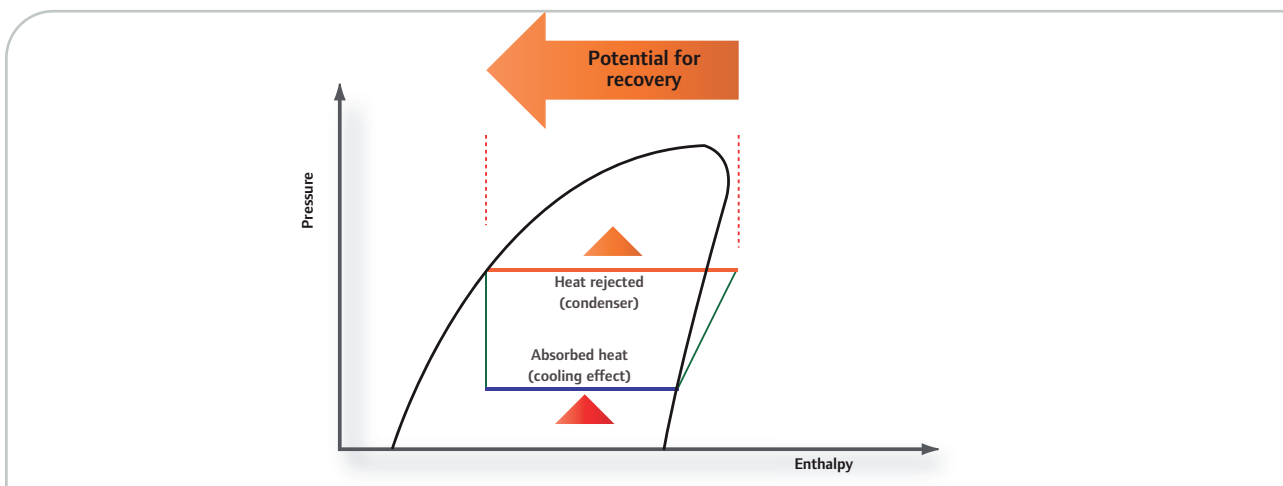 Potential for
recovery
Pressure
Heat rejected
(condenser)
Absorbed heat
(cooling effect)
Enthalpy